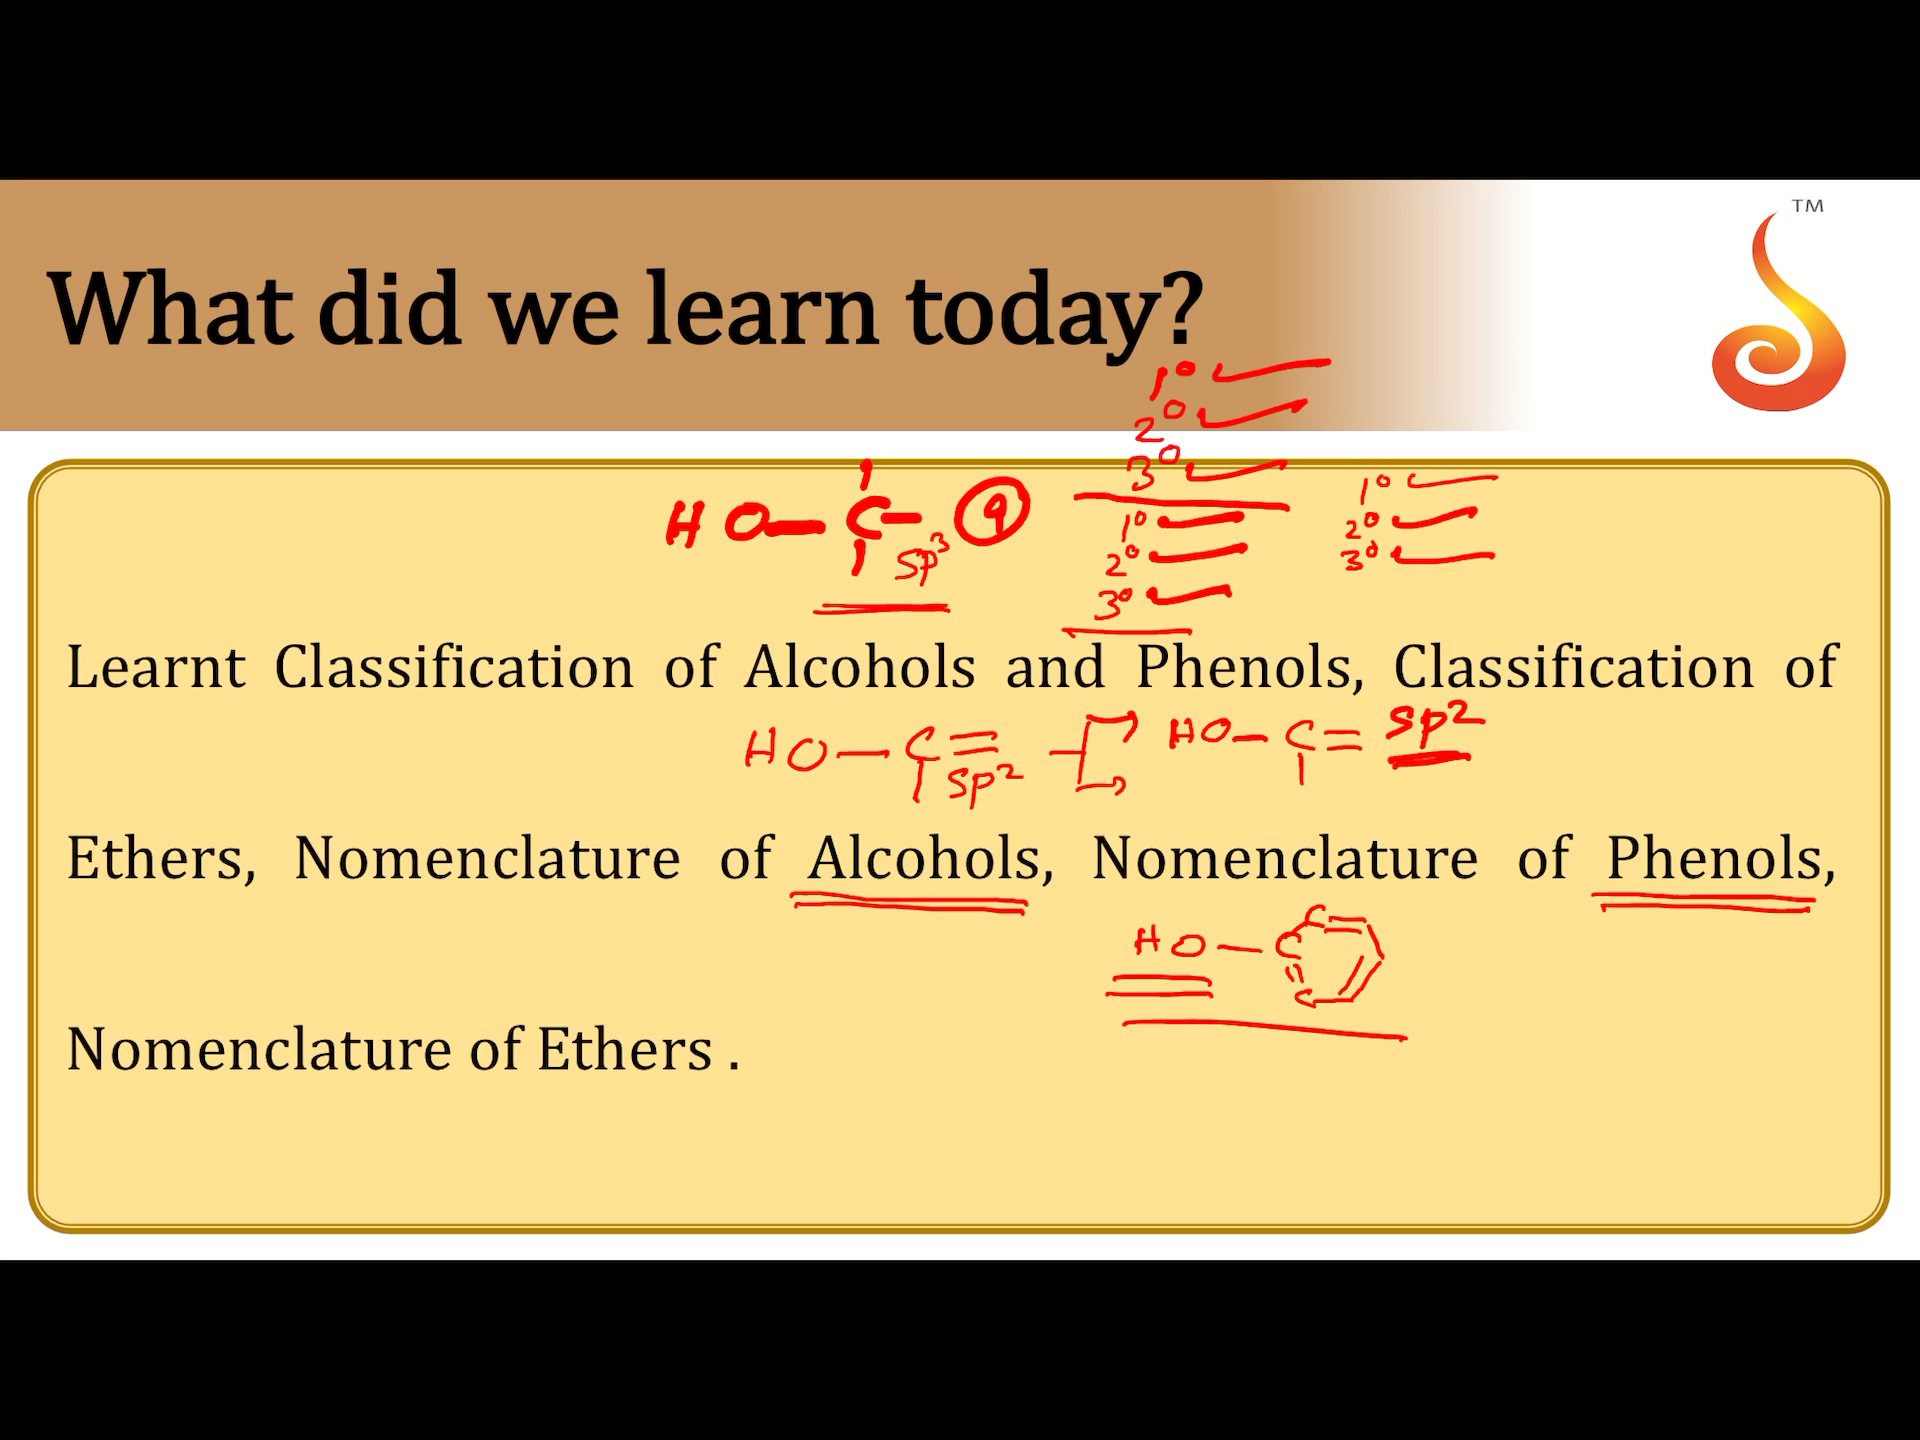 What did we learn today?
TM
1°
2°
3°
HO—C— 9
sp³
1°
2°
3°
1°
2°
3°
Learnt Classification of Alcohols and Phenols, Classification of
HO—C=
sp²
HO—C= sp²
Ethers, Nomenclature of Alcohols, Nomenclature of Phenols,
HO—C
C
C
Nomenclature of Ethers .